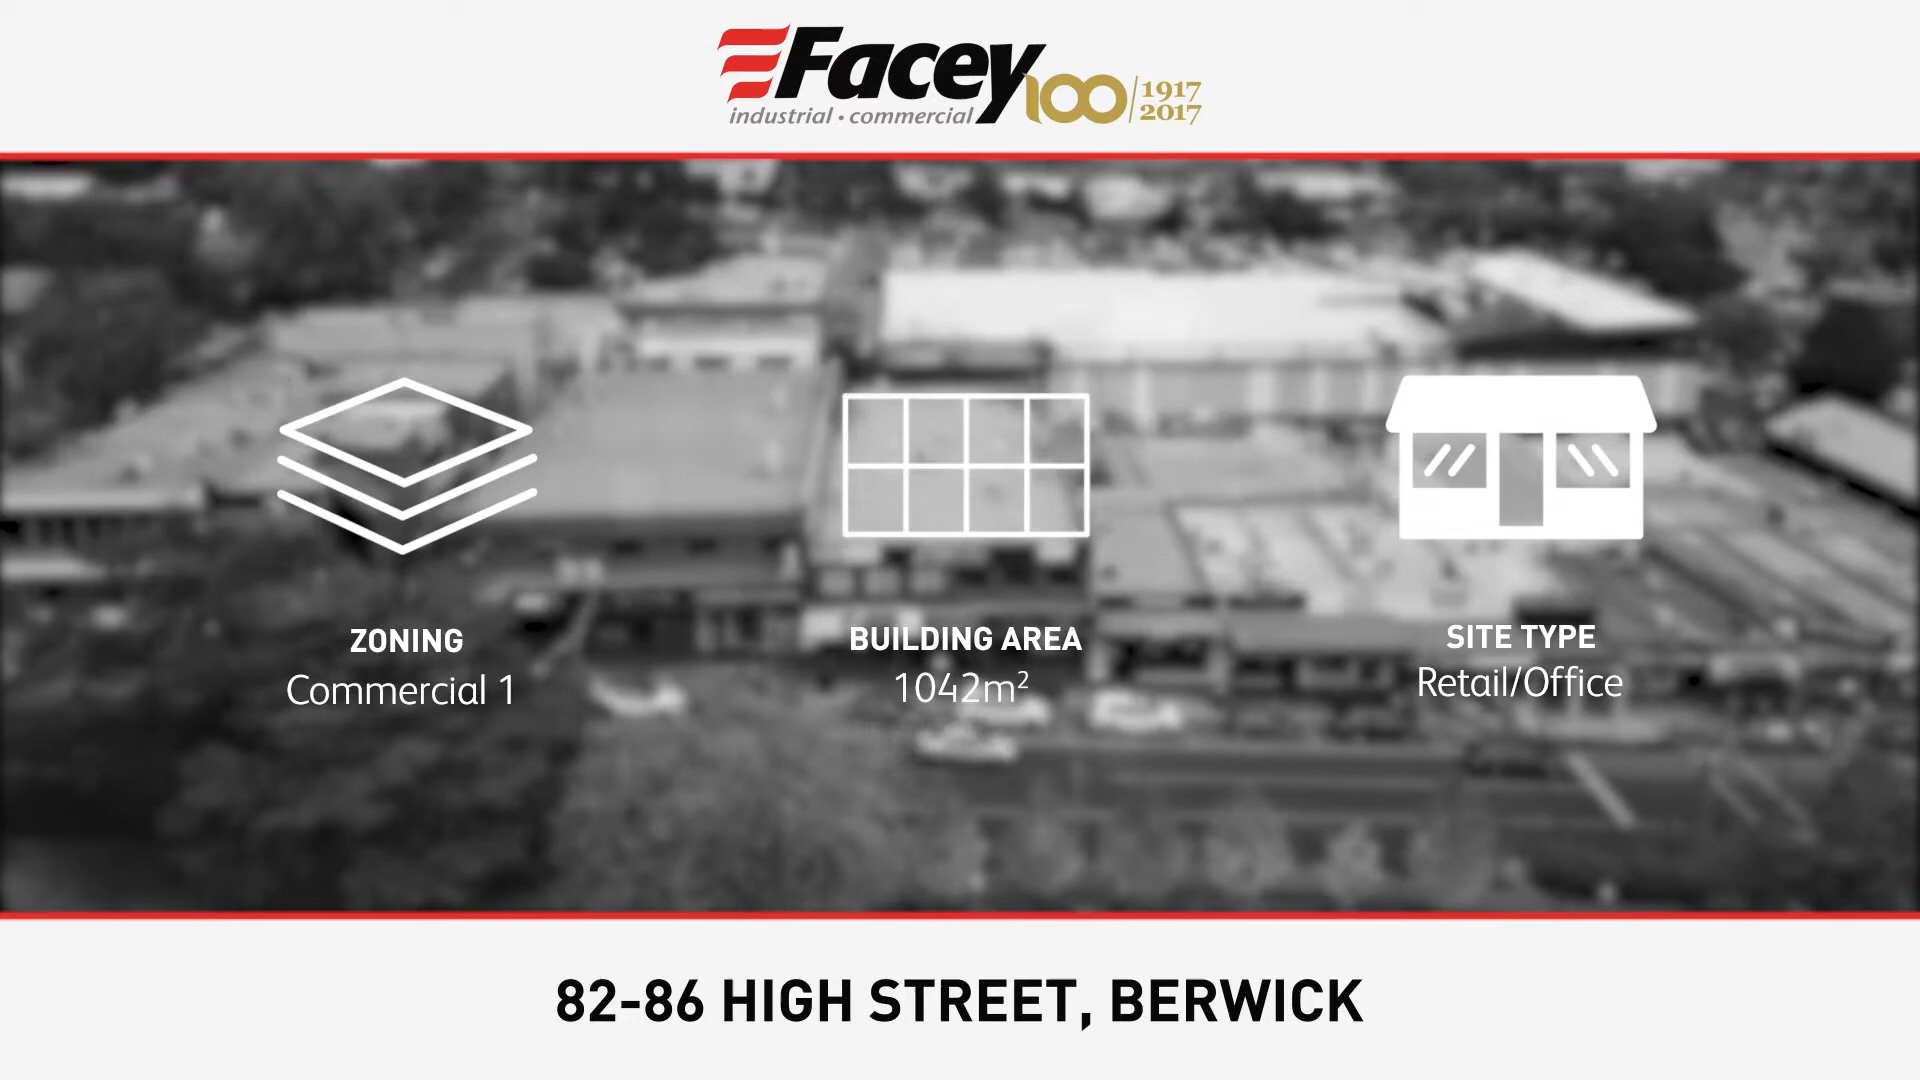 Facey
industrial • commercial
100 / 1917 2017
ZONING
Commercial 1
BUILDING AREA
1042m²
SITE TYPE
Retail/Office
82-86 HIGH STREET, BERWICK